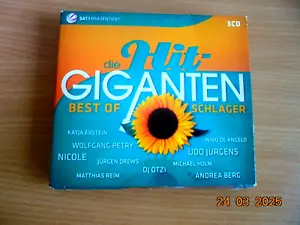 SAT.1 PRÄSENTIERT
3CD
die Hit-
GIGANTEN
BEST OF SCHLAGER
KATJA EBSTEIN
NINO DE ANGELO
WOLFGANG PETRY
UDO JÜRGENS
NICOLE
JÜRGEN DREWS
MICHAEL HOLM
DJ ÖTZI
MATTHIAS REIM
ANDREA BERG
24 03 2025